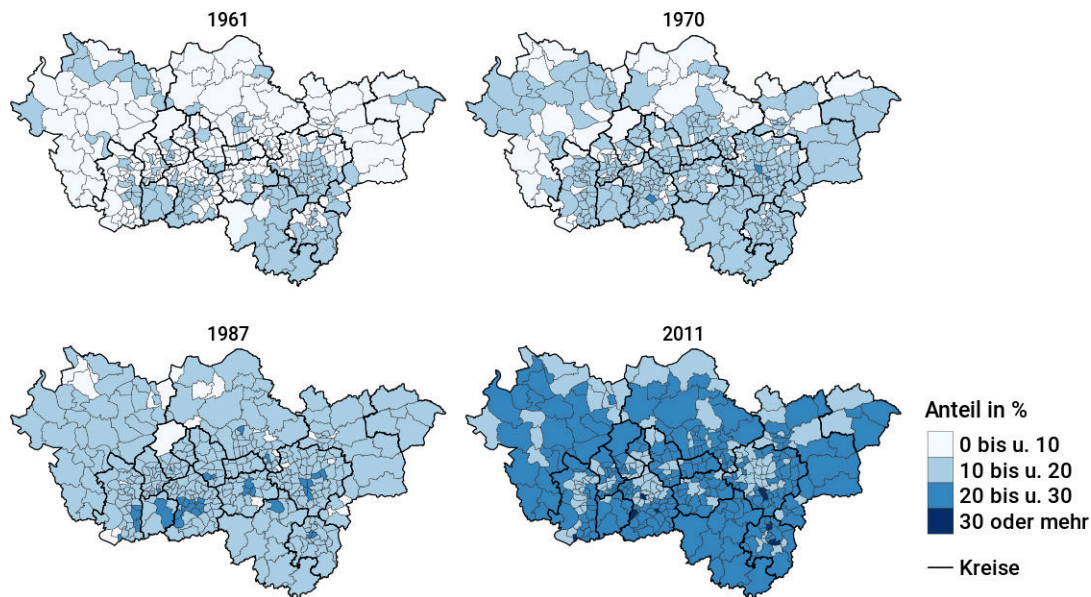 1961
1970
1987
2011
Anteil in %
0 bis u. 10
10 bis u. 20
20 bis u. 30
30 oder mehr
Kreise